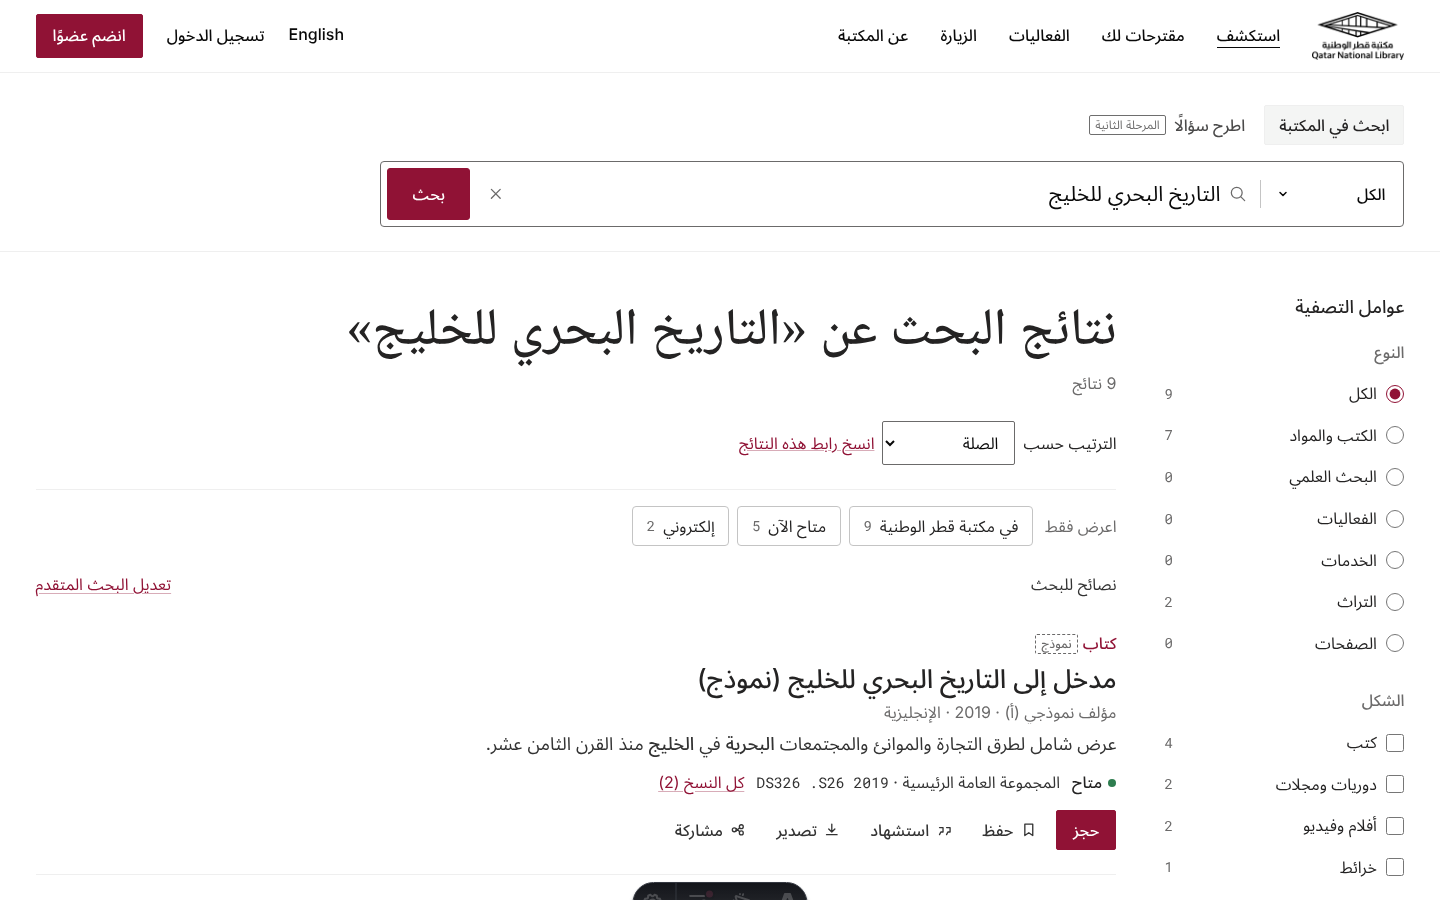 مكتبة قطر الوطنية
Qatar National Library
استكشف
مقترحات لك
الفعاليات
الزيارة
عن المكتبة
English
تسجيل الدخول
انضم عضوًا
ابحث في المكتبة
اطرح سؤالًا
المرحلة الثانية
الكل
التاريخ البحري للخليج
بحث
عوامل التصفية
النوع
الكل 9
الكتب والمواد 7
البحث العلمي 0
الفعاليات 0
الخدمات 0
التراث 2
الصفحات 0
الشكل
كتب 4
دوريات ومجلات 2
أفلام وفيديو 2
خرائط 1
نتائج البحث عن «التاريخ البحري للخليج»
9 نتائج
الترتيب حسب الصلة انسخ رابط هذه النتائج
اعرض فقط في مكتبة قطر الوطنية 9 متاح الآن 5 إلكتروني 2
نصائح للبحث تعديل البحث المتقدم
كتاب نموذج
مدخل إلى التاريخ البحري للخليج (نموذج)
مؤلف نموذجي (أ) · 2019 · الإنجليزية
عرض شامل لطرق التجارة والموانئ والمجتمعات البحرية في الخليج منذ القرن الثامن عشر.
متاح المجموعة العامة الرئيسية · DS326 .S26 2019 كل النسخ (2)
حجز حفظ استشهاد تصدير مشاركة